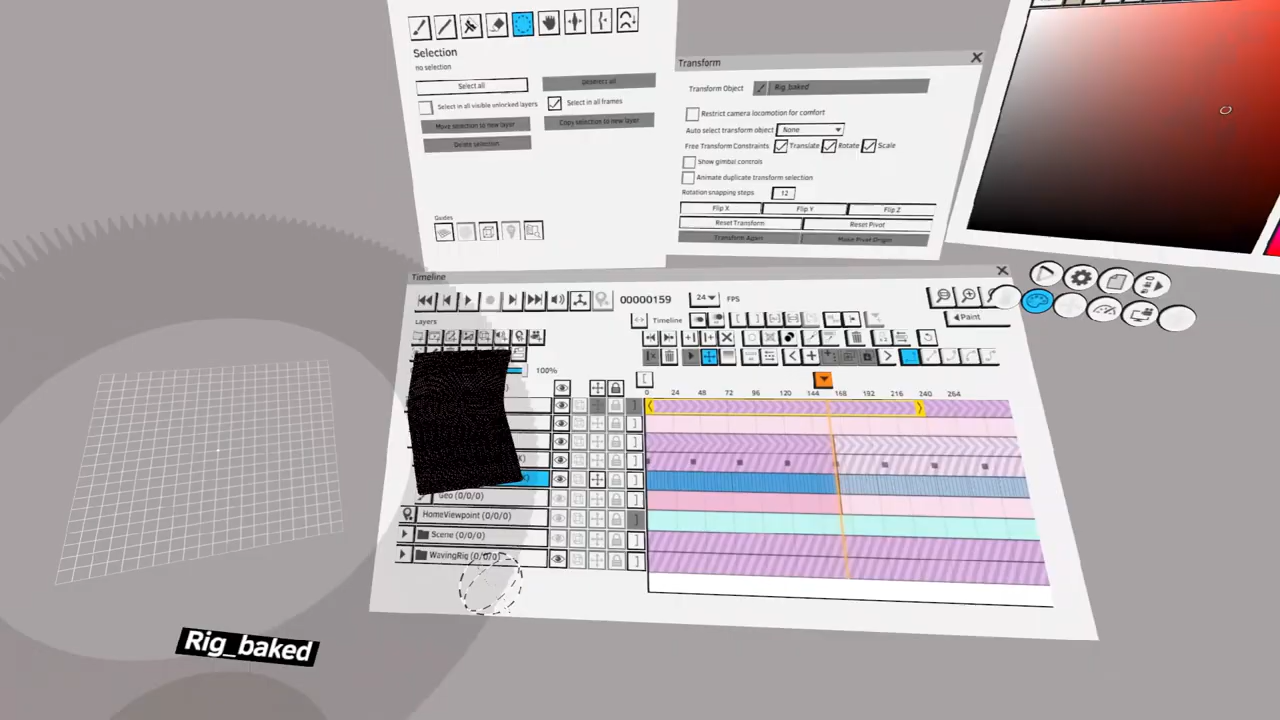 Selection
no selection
Select all
Deselect all
Select in all visible unlocked layers
Select in all frames
Move selection to new layer
Copy selection to new layer
Delete selection
Guides
Transform
Transform Object
Rig_baked
Restrict camera locomotion for comfort
Auto select transform object
None
Free Transform Constraints
Translate
Rotate
Scale
Show gimbal controls
Animate duplicate transform selection
Rotation snapping steps
12
Flip X
Flip Y
Flip Z
Reset Transform
Reset Pivot
Transform Again
Make Pivot Origin
Timeline
00000159
24
FPS
Layers
Timeline
Paint
100%
0 24 48 72 96 120 144 168 192 216 240 264
Geo (0/0/0)
HomeViewpoint (0/0/0)
Scene (0/0/0)
WavingRig (0/0/0)
Rig_baked